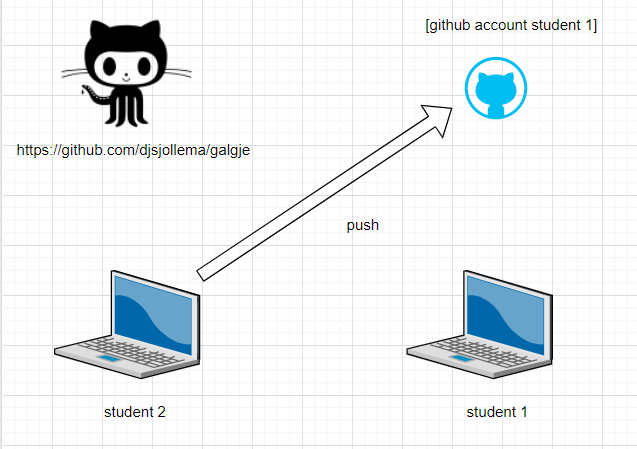 [github account student 1]
https://github.com/djsjollema/galgje
push
student 2
student 1